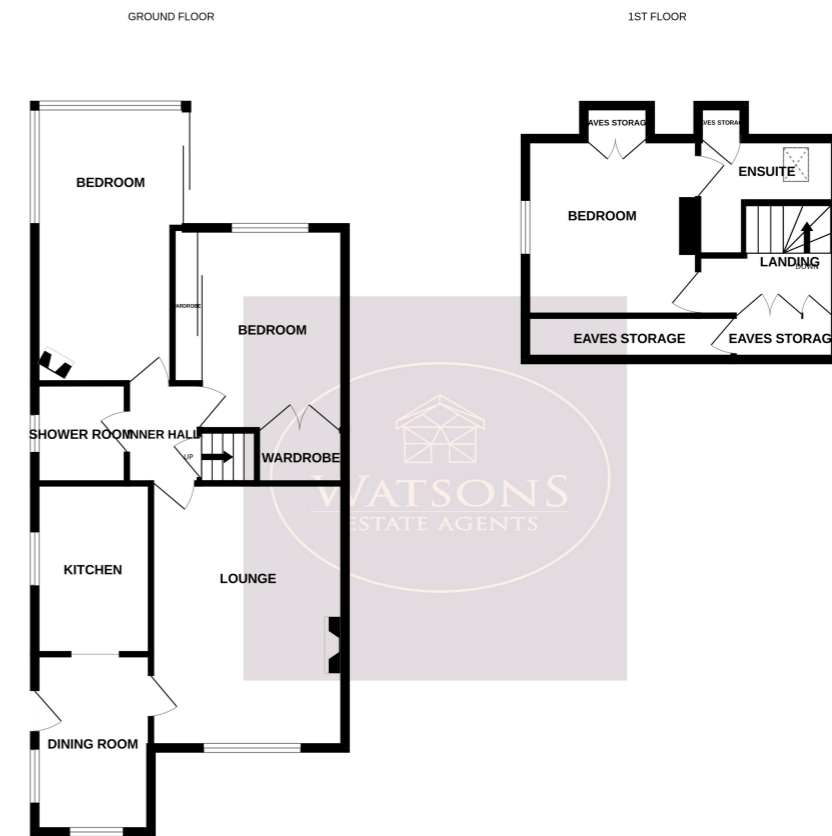 GROUND FLOOR
1ST FLOOR
BEDROOM
WARDROBE
BEDROOM
SHOWER ROOM
INNER HALL
UP
WARDROBE
KITCHEN
LOUNGE
DINING ROOM
EAVES STORAGE
EAVES STORAGE
BEDROOM
ENSUITE
LANDING
DOWN
EAVES STORAGE
EAVES STORAG
WATSONS
ESTATE AGENTS